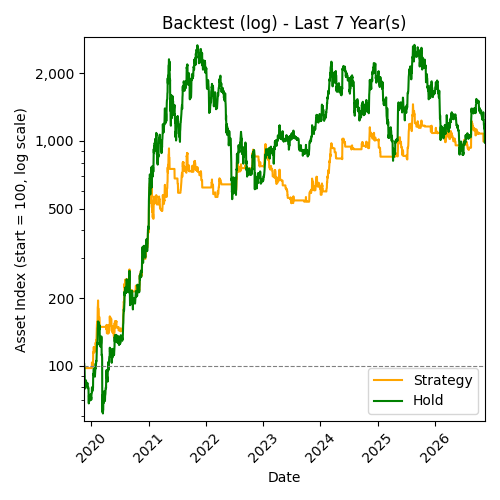 Backtest (log) - Last 7 Year(s)
Asset Index (start = 100, log scale)
2,000
1,000
500
200
100
Strategy
Hold
2020
2021
2022
2023
2024
2025
2026
Date